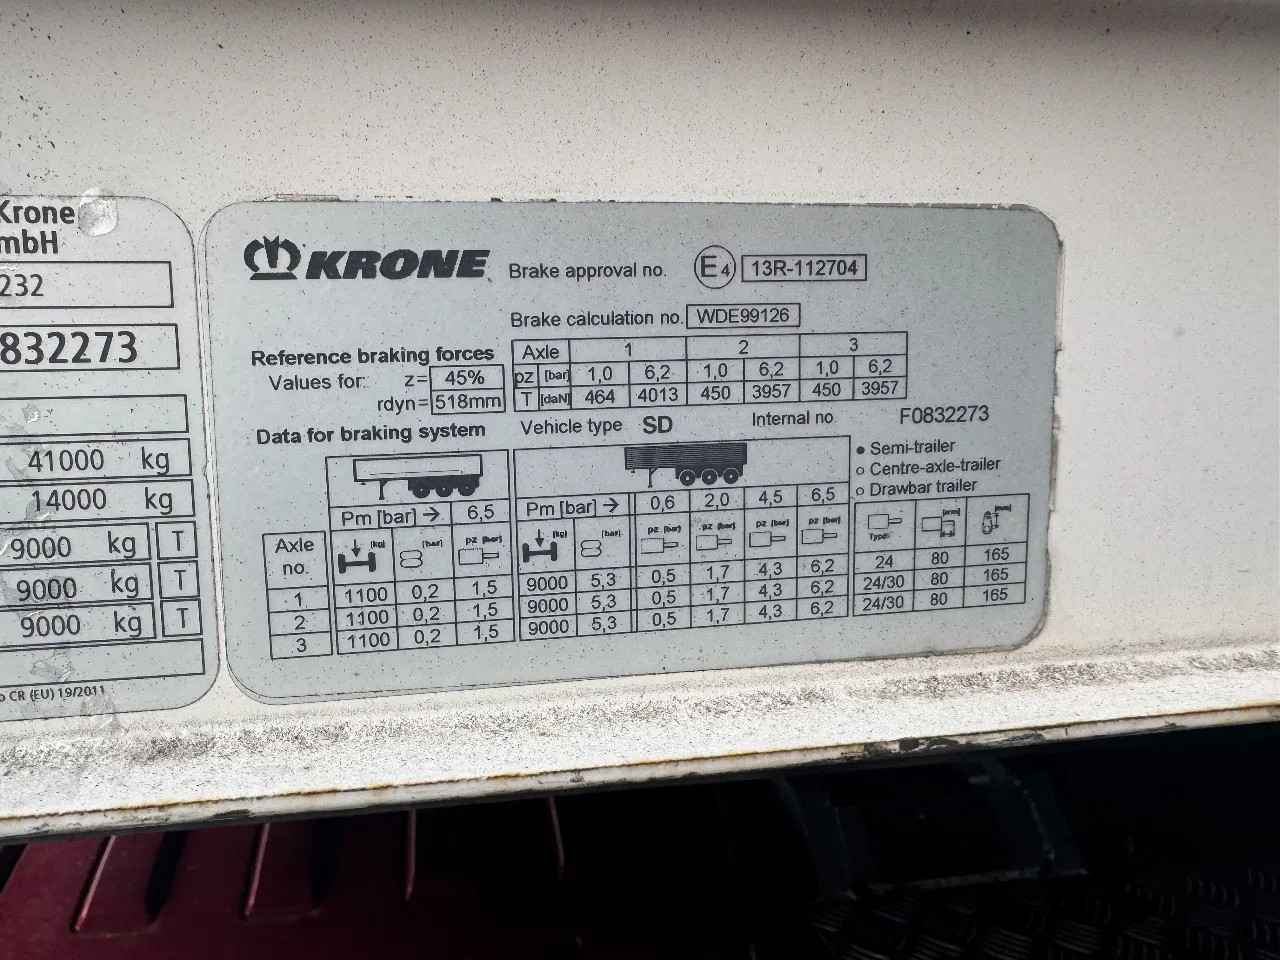 Krone
mbH
232
832273
41000 kg
14000 kg
9000 kg T
9000 kg T
9000 kg T
CR (EU) 19/2011
KRONE Brake approval no. E4 13R-112704
Brake calculation no. WDE99126
Reference braking forces Axle 1 2 3
Values for: z= 45% pz [bar] 1,0 6,2 1,0 6,2 1,0 6,2
rdyn= 518mm T [daN] 464 4013 450 3957 450 3957
Data for braking system Vehicle type SD Internal no F0832273
Semi-trailer
Centre-axle-trailer
Drawbar trailer
Pm [bar] → 6,5 Pm [bar] → 0,6 2,0 4,5 6,5
Axle no. [kg] [bar] pz [bar] [kg] [bar] pz [bar] pz [bar] pz [bar] pz [bar] Type: [mm] [mm]
1 1100 0,2 1,5 9000 5,3 0,5 1,7 4,3 6,2 24 80 165
2 1100 0,2 1,5 9000 5,3 0,5 1,7 4,3 6,2 24/30 80 165
3 1100 0,2 1,5 9000 5,3 0,5 1,7 4,3 6,2 24/30 80 165